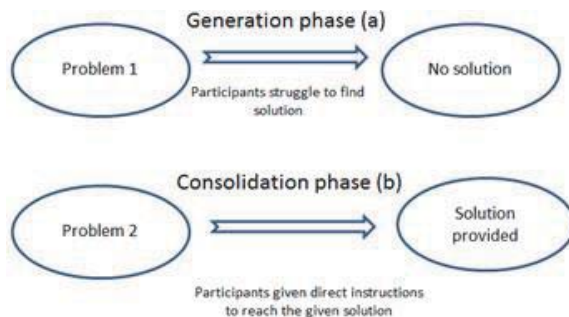 Generation phase (a)
Problem 1
No solution
Participants struggle to find
solution
Consolidation phase (b)
Problem 2
Solution
provided
Participants given direct instructions
to reach the given solution